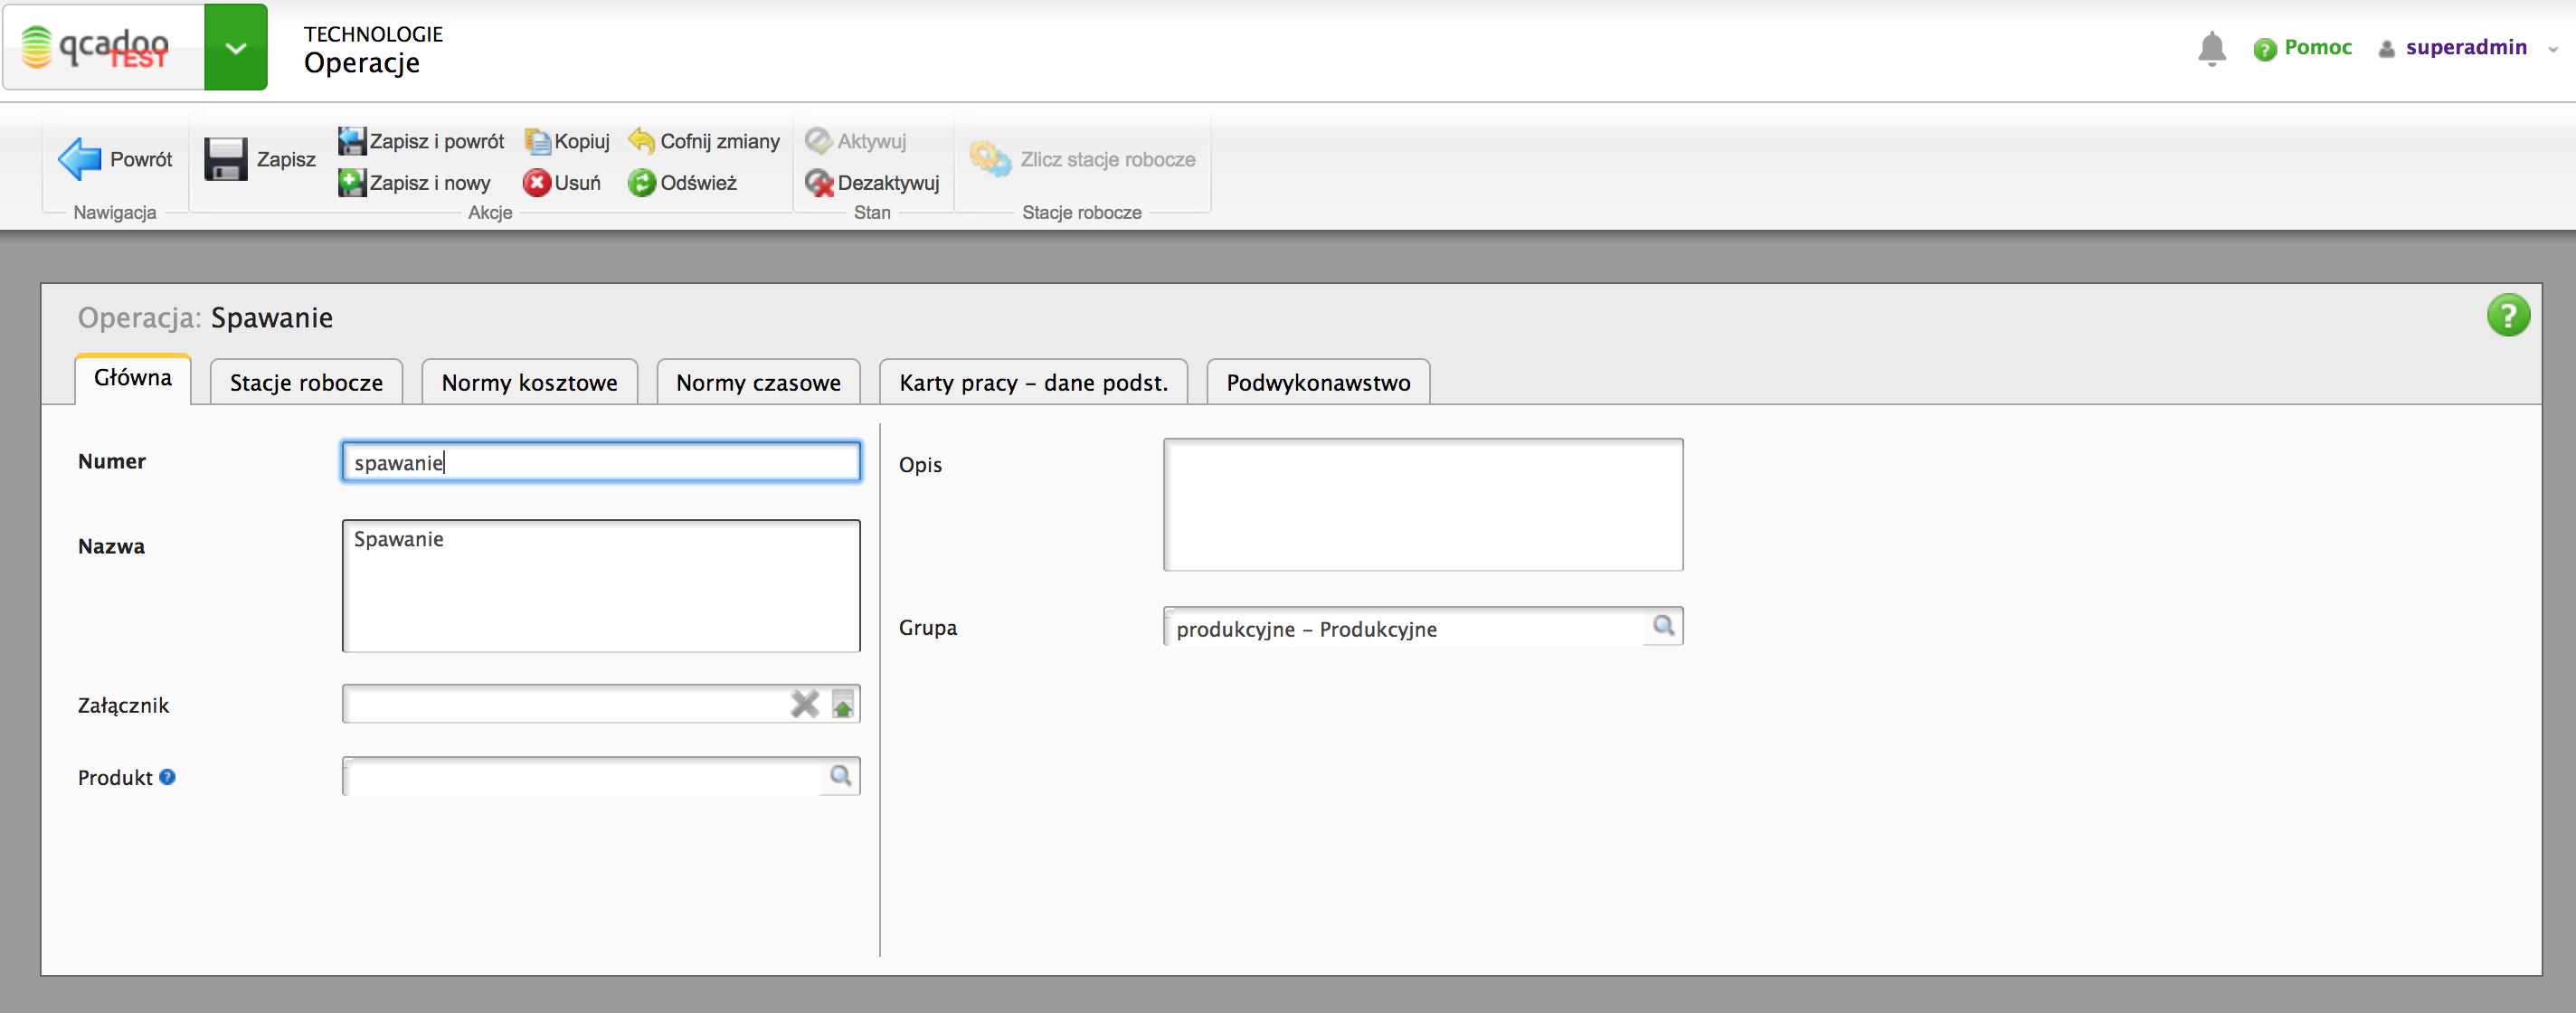 qcadoo
TEST
TECHNOLOGIE
Operacje
Pomoc
superadmin
Powrót
Nawigacja
Zapisz
Zapisz i powrót
Kopiuj
Cofnij zmiany
Zapisz i nowy
Usuń
Odśwież
Akcje
Aktywuj
Dezaktywuj
Stan
Zlicz stacje robocze
Stacje robocze
Operacja: Spawanie
?
Główna
Stacje robocze
Normy kosztowe
Normy czasowe
Karty pracy – dane podst.
Podwykonawstwo
Numer
spawanie
Nazwa
Spawanie
Załącznik
Produkt ?
Opis
Grupa
produkcyjne – Produkcyjne